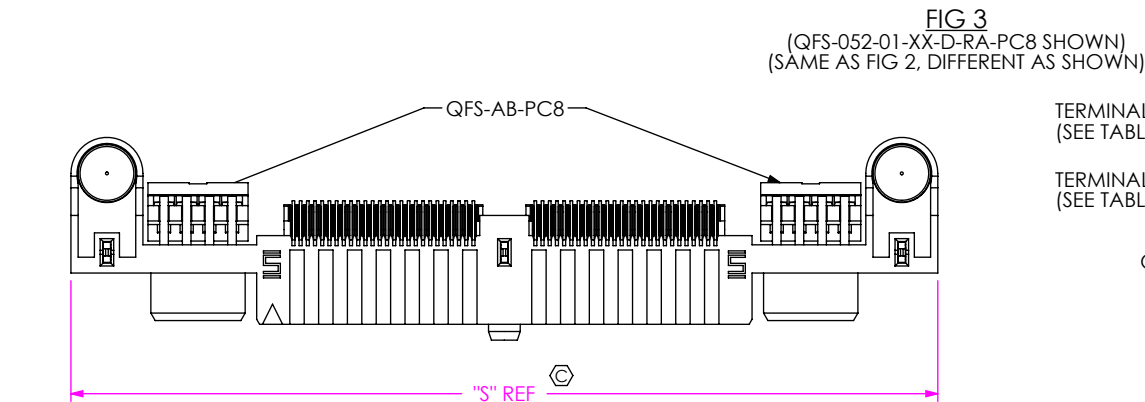 FIG 3
(QFS-052-01-XX-D-RA-PC8 SHOWN)
(SAME AS FIG 2, DIFFERENT AS SHOWN)
QFS-AB-PC8
TERMINAL
(SEE TABL
TERMINAL
(SEE TABL
C
"S" REF